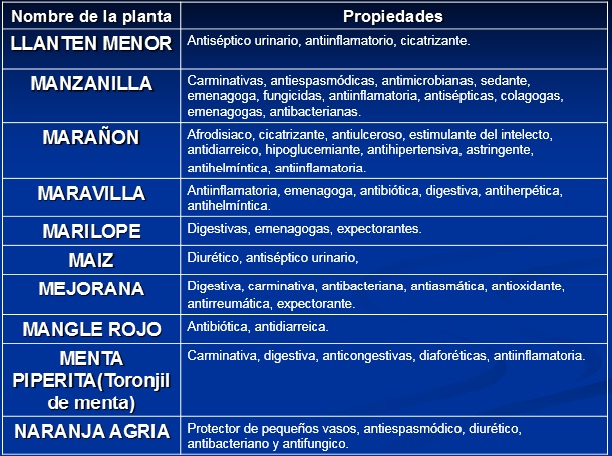 Nombre de la planta Propiedades
LLANTEN MENOR Antiséptico urinario, antiinflamatorio, cicatrizante.
MANZANILLA
Carminativas, antiespasmódicas, antimicrobianas, sedante,
emenagoga, fungicidas, antiinflamatoria, antisépticas, colagogas,
emenagogas, antibacterianas.
MARAÑON
Afrodisiaco, cicatrizante, antiulceroso, estimulante del intelecto,
antidiarreico, hipoglucemiante, antihipertensiva, astringente,
antihelmíntica, antiinflamatoria.
MARAVILLA
Antiinflamatoria, emenagoga, antibiótica, digestiva, antiherpética,
antihelmíntica.
MARILOPE Digestivas, emenagogas, expectorantes.
MAIZ Diurético, antiséptico urinario,
MEJORANA
Digestiva, carminativa, antibacteriana, antiasmática, antioxidante,
antirreumática, expectorante.
MANGLE ROJO Antibiótica, antidiarreica.
MENTA
PIPERITA(Toronjil
de menta)
Carminativa, digestiva, anticongestivas, diaforéticas, antiinflamatoria.
NARANJA AGRIA
Protector de pequeños vasos, antiespasmódico, diurético,
antibacteriano y antifungico.